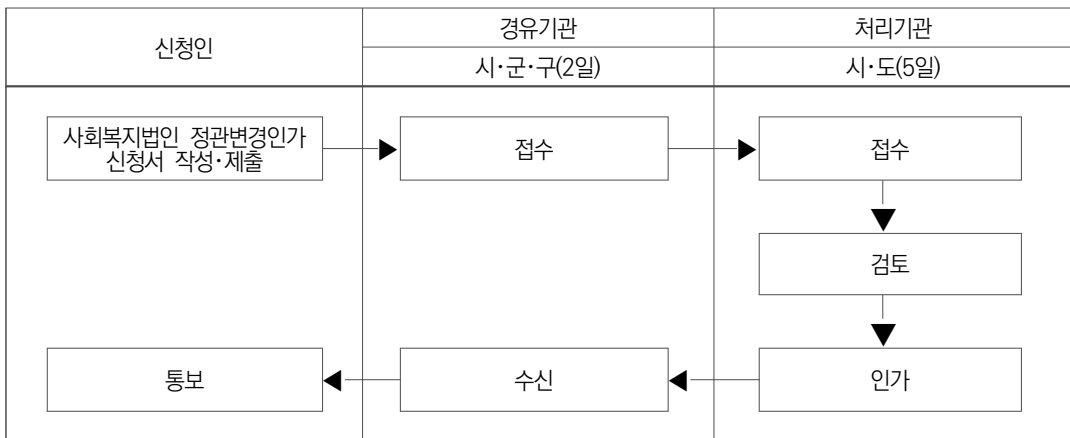 신청인
경유기관
처리기관
시·군·구(2일)
시·도(5일)
사회복지법인 정관변경인가
신청서 작성·제출
접수
접수
검토
통보
수신
인가